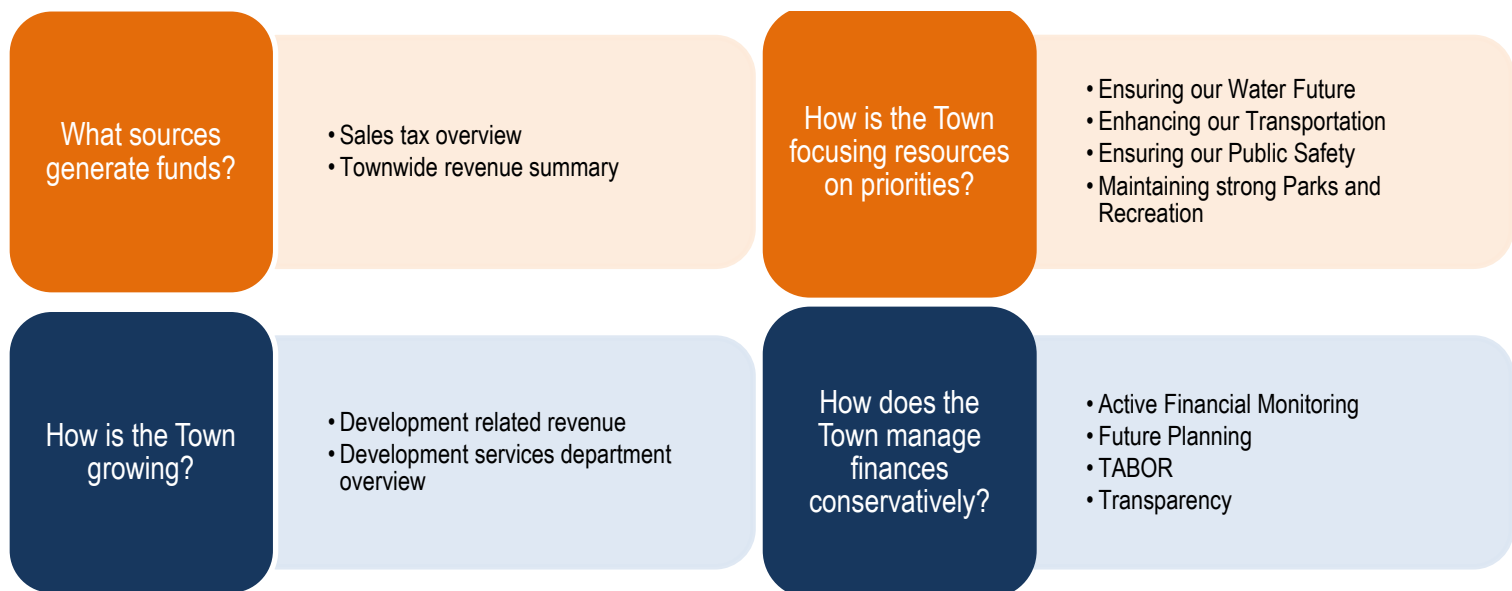 What sources
generate funds?
• Sales tax overview
• Townwide revenue summary
How is the Town
focusing resources
on priorities?
• Ensuring our Water Future
• Enhancing our Transportation
• Ensuring our Public Safety
• Maintaining strong Parks and
Recreation
How is the Town
growing?
• Development related revenue
• Development services department
overview
How does the
Town manage
finances
conservatively?
• Active Financial Monitoring
• Future Planning
• TABOR
• Transparency